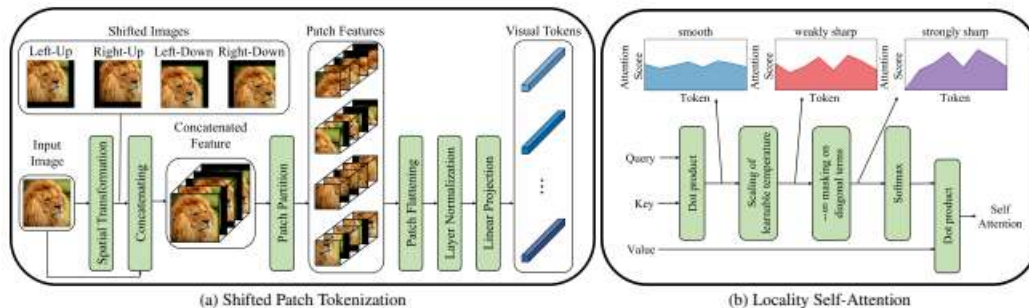 Shifted Images
Left-Up Right-Up Left-Down Right-Down
Input
Image
Spatial Transformation
Concatenating
Concatenated
Feature
Patch Partition
Patch Features
Patch Flattening
Layer Normalization
Linear Projection
Visual Tokens
...
(a) Shifted Patch Tokenization
smooth
Attention
Score
Token
weakly sharp
Attention
Score
Token
strongly sharp
Attention
Score
Token
Query
Key
Value
Dot product
Scaling of
learnable temperature
−∞ masking on
diagonal terms
Softmax
Dot product
Self
Attention
(b) Locality Self-Attention